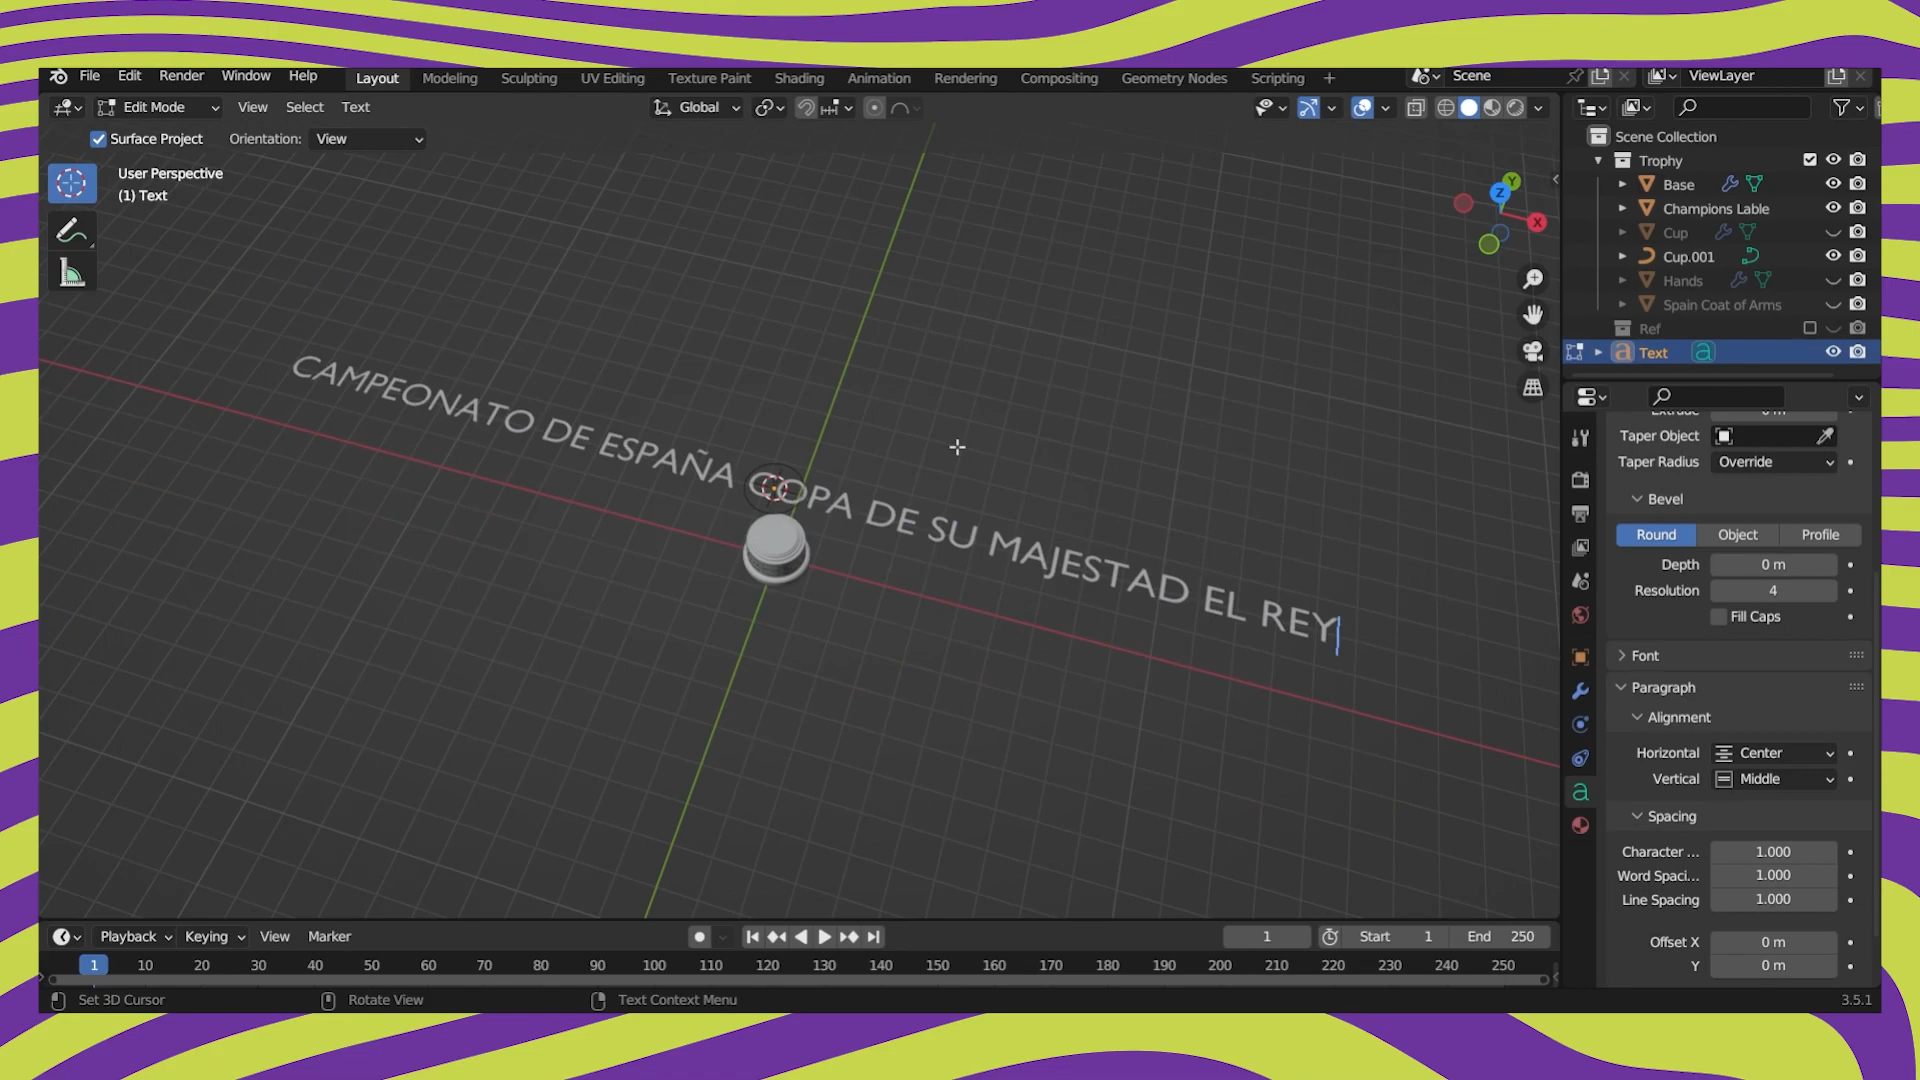 File Edit Render Window Help Layout Modeling Sculpting UV Editing Texture Paint Shading Animation Rendering Compositing Geometry Nodes Scripting + Scene ViewLayer
Edit Mode View Select Text Global
Surface Project Orientation: View
User Perspective
(1) Text
Z Y X
CAMPEONATO DE ESPAÑA COPA DE SU MAJESTAD EL REY
Scene Collection
Trophy
Base
Champions Lable
Cup
Cup.001
Hands
Spain Coat of Arms
Ref
Text
Taper Object
Taper Radius Override
Bevel
Round Object Profile
Depth 0 m
Resolution 4
Fill Caps
Font
Paragraph
Alignment
Horizontal Center
Vertical Middle
Spacing
Character ... 1.000
Word Spaci... 1.000
Line Spacing 1.000
Offset X 0 m
Y 0 m
Playback Keying View Marker 1 Start 1 End 250
1 10 20 30 40 50 60 70 80 90 100 110 120 130 140 150 160 170 180 190 200 210 220 230 240 250
Set 3D Cursor Rotate View Text Context Menu 3.5.1